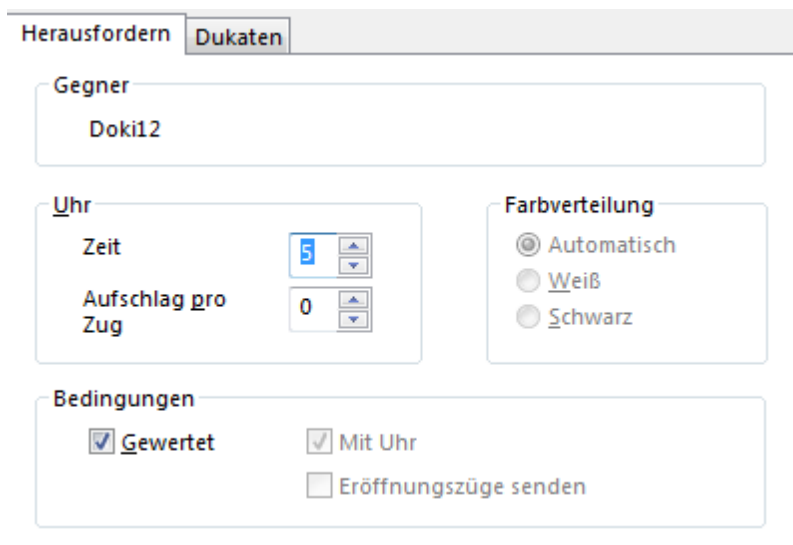 Herausfordern Dukaten
Gegner
Doki12
Uhr
Zeit 5
Aufschlag pro
Zug 0
Farbverteilung
Automatisch
Weiß
Schwarz
Bedingungen
Gewertet Mit Uhr
Eröffnungszüge senden